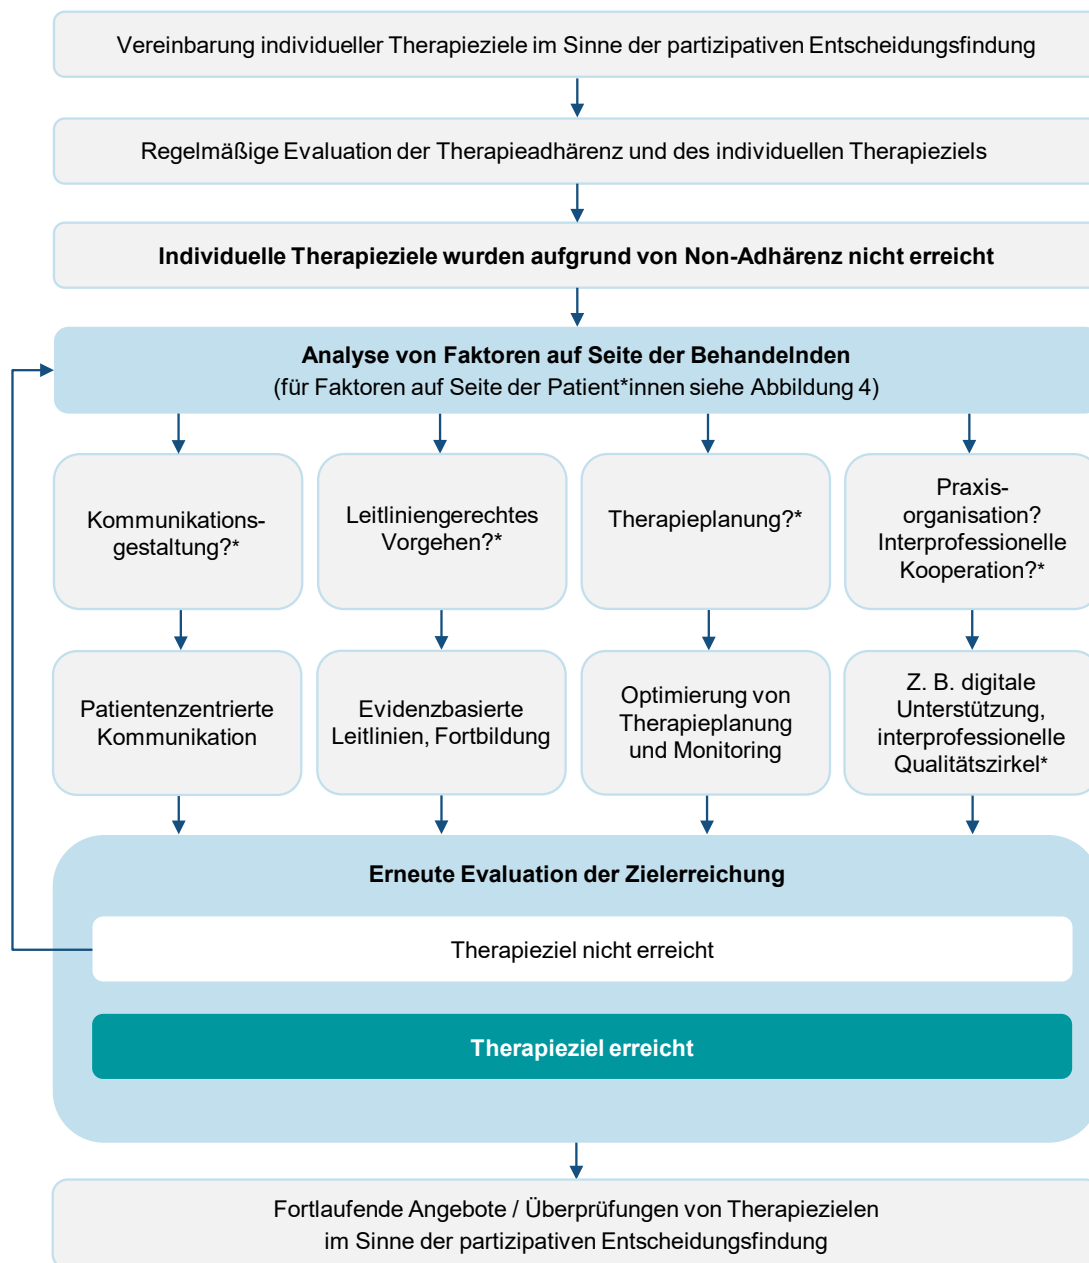 Vereinbarung individueller Therapieziele im Sinne der partizipativen Entscheidungsfindung
Regelmäßige Evaluation der Therapieadhärenz und des individuellen Therapieziels
Individuelle Therapieziele wurden aufgrund von Non-Adhärenz nicht erreicht
Analyse von Faktoren auf Seite der Behandelnden
(für Faktoren auf Seite der Patient*innen siehe Abbildung 4)
Kommunikations-
gestaltung?*
Leitliniengerechtes
Vorgehen?*
Therapieplanung?*
Praxis-
organisation?
Interprofessionelle
Kooperation?*
Patientenzentrierte
Kommunikation
Evidenzbasierte
Leitlinien, Fortbildung
Optimierung von
Therapieplanung
und Monitoring
Z. B. digitale
Unterstützung,
interprofessionelle
Qualitätszirkel*
Erneute Evaluation der Zielerreichung
Therapieziel nicht erreicht
Therapieziel erreicht
Fortlaufende Angebote / Überprüfungen von Therapiezielen
im Sinne der partizipativen Entscheidungsfindung